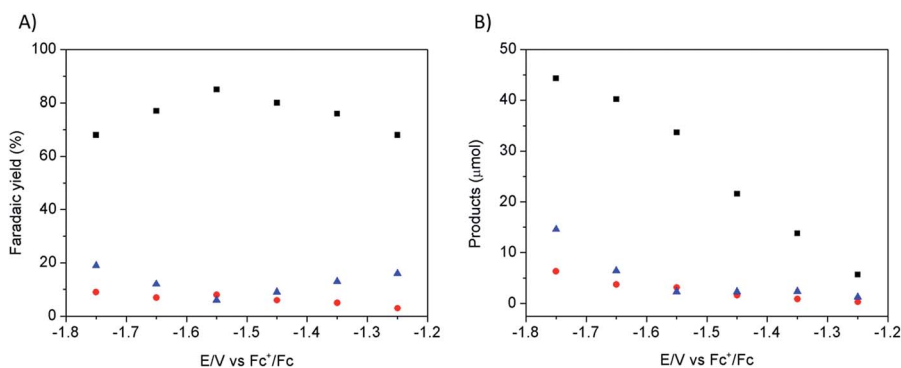 A)
B)
100
80
60
40
20
0
Faradaic yield (%)
-1.8 -1.7 -1.6 -1.5 -1.4 -1.3 -1.2
E/V vs Fc⁺/Fc
50
40
30
20
10
0
Products (μmol)
-1.8 -1.7 -1.6 -1.5 -1.4 -1.3 -1.2
E/V vs Fc⁺/Fc